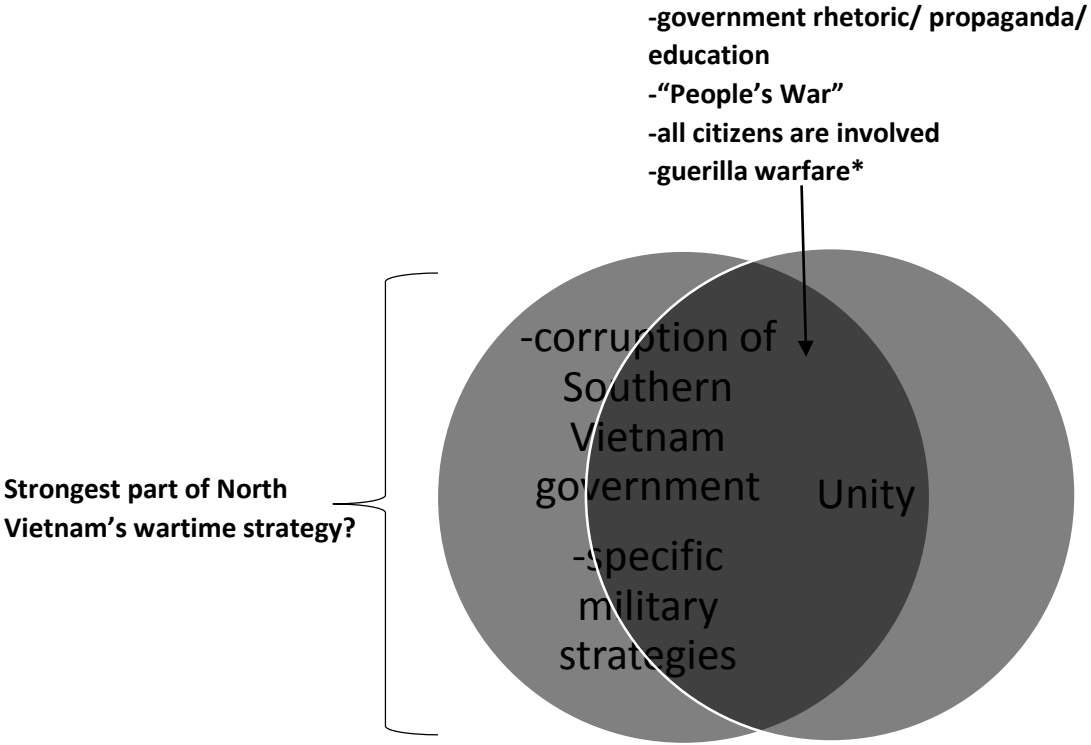 -government rhetoric/ propaganda/
education
-“People’s War”
-all citizens are involved
-guerilla warfare*
-corruption of
Southern
Vietnam
government
Unity
-specific
military
strategies
Strongest part of North
Vietnam’s wartime strategy?